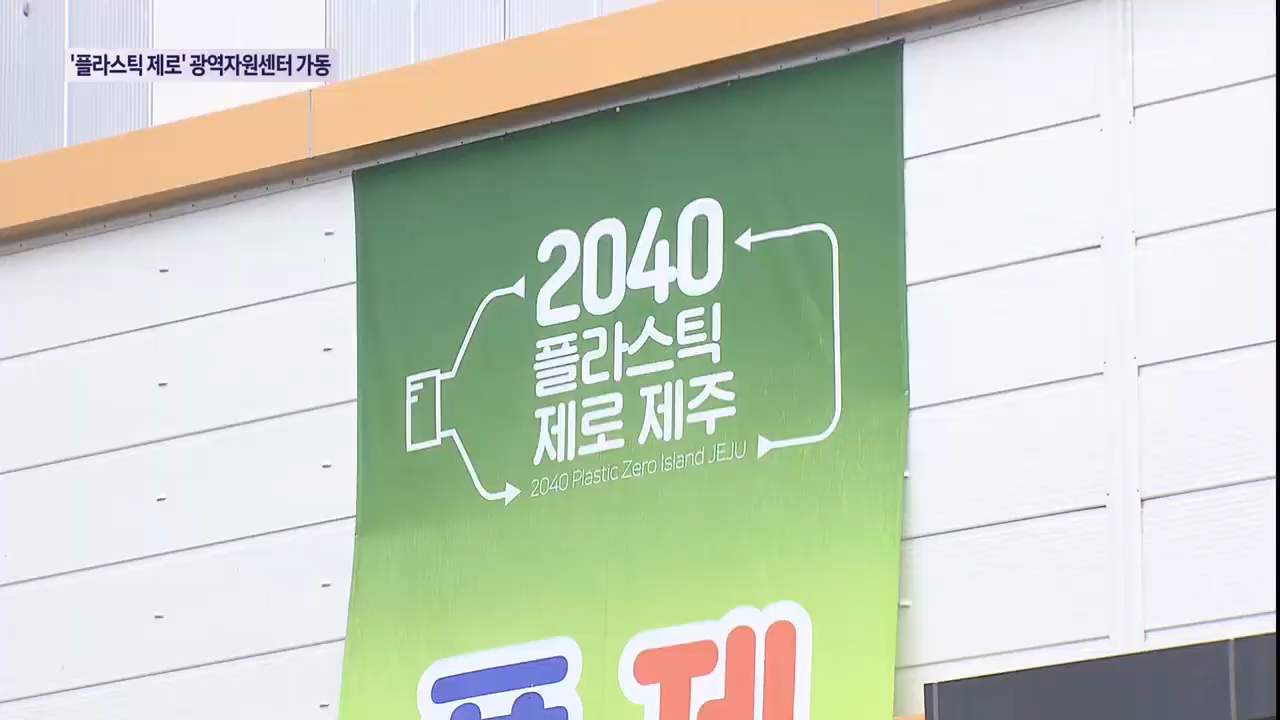 '플라스틱 제로' 광역자원센터 가동
2040
플라스틱
제로 제주
2040 Plastic Zero Island JEJU
제